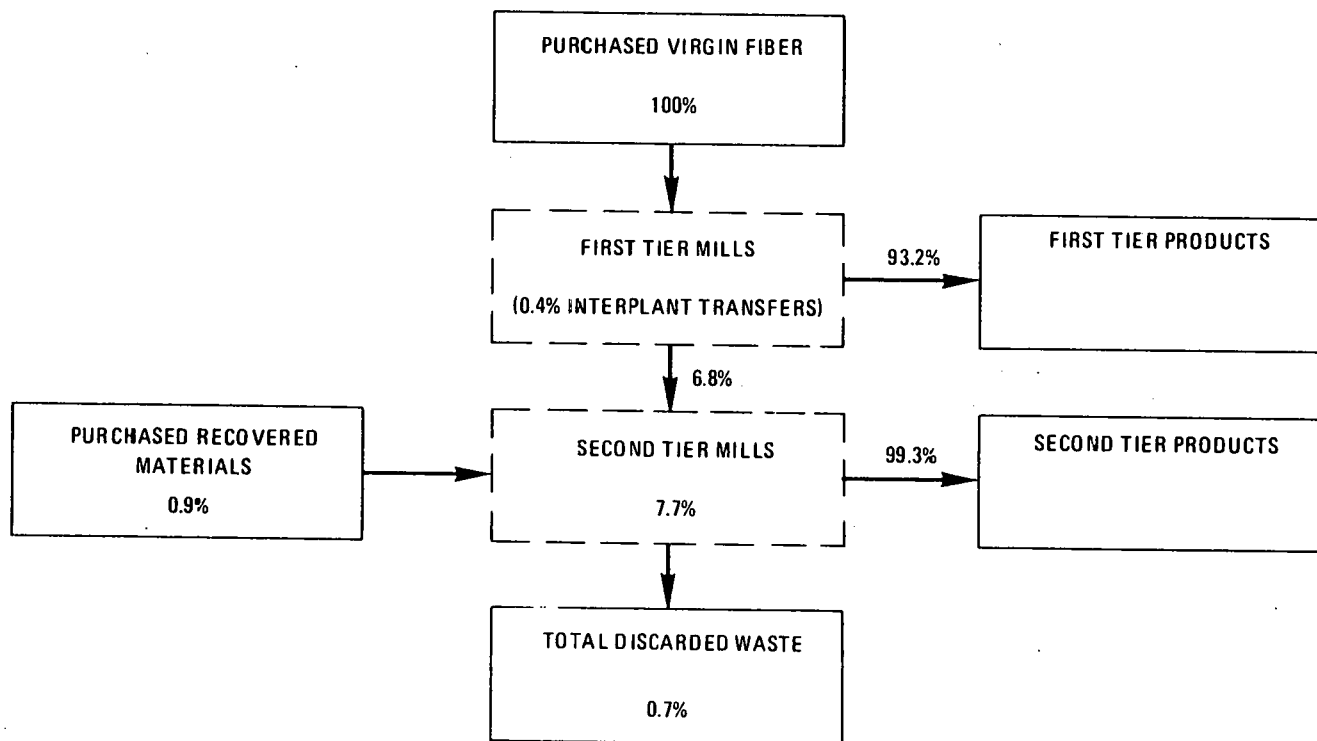 PURCHASED VIRGIN FIBER
100%
FIRST TIER MILLS
(0.4% INTERPLANT TRANSFERS)
93.2%
FIRST TIER PRODUCTS
6.8%
PURCHASED RECOVERED
MATERIALS
0.9%
SECOND TIER MILLS
7.7%
99.3%
SECOND TIER PRODUCTS
TOTAL DISCARDED WASTE
0.7%